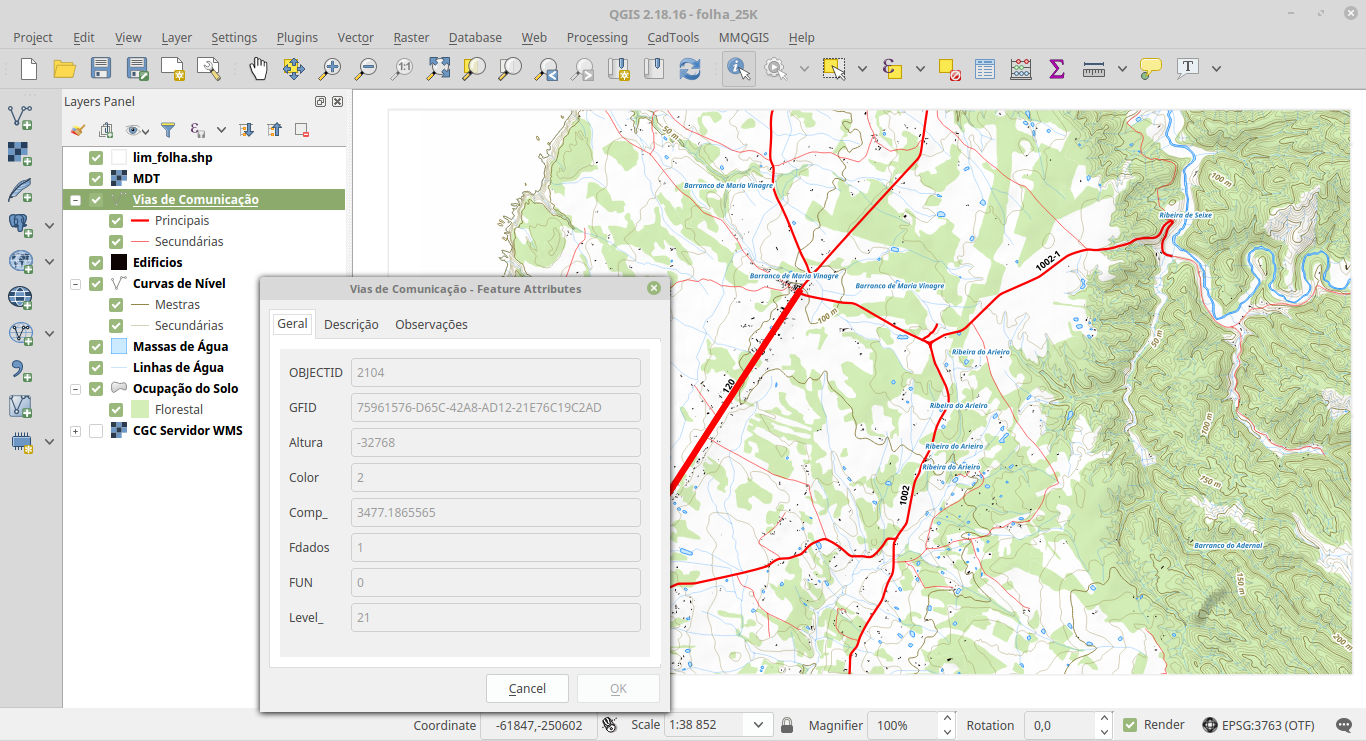 QGIS 2.18.16 - folha_25K
Project Edit View Layer Settings Plugins Vector Raster Database Web Processing CadTools MMQGIS Help
1:1
T
Layers Panel
lim_folha.shp
MDT
Vias de Comunicação
Principais
Secundárias
Edificios
Curvas de Nível
Mestras
Secundárias
Massas de Água
Linhas de Água
Ocupação do Solo
Florestal
CGC Servidor WMS
Vias de Comunicação - Feature Attributes
Geral Descrição Observações
OBJECTID 2104
GFID 75961576-D65C-42A8-AD12-21E76C19C2AD
Altura -32768
Color 2
Comp_ 3477.1865565
Fdados 1
FUN 0
Level_ 21
Cancel OK
50 m
Barranco de Maria Vinagre
100 m
Ribeira de Seixe
1002-1
Barranco de Maria Vinagre
Barranco de Maria Vinagre
100 m
50 m
Ribeira do Arieiro
120
Ribeira do Arieiro
100 m
Ribeira do Arieiro
Ribeira do Arieiro
150 m
1002
Barranco do Adernal
150 m
200 m
Coordinate -61847,-250602 Scale 1:38 852 Magnifier 100% Rotation 0,0 Render EPSG:3763 (OTF)